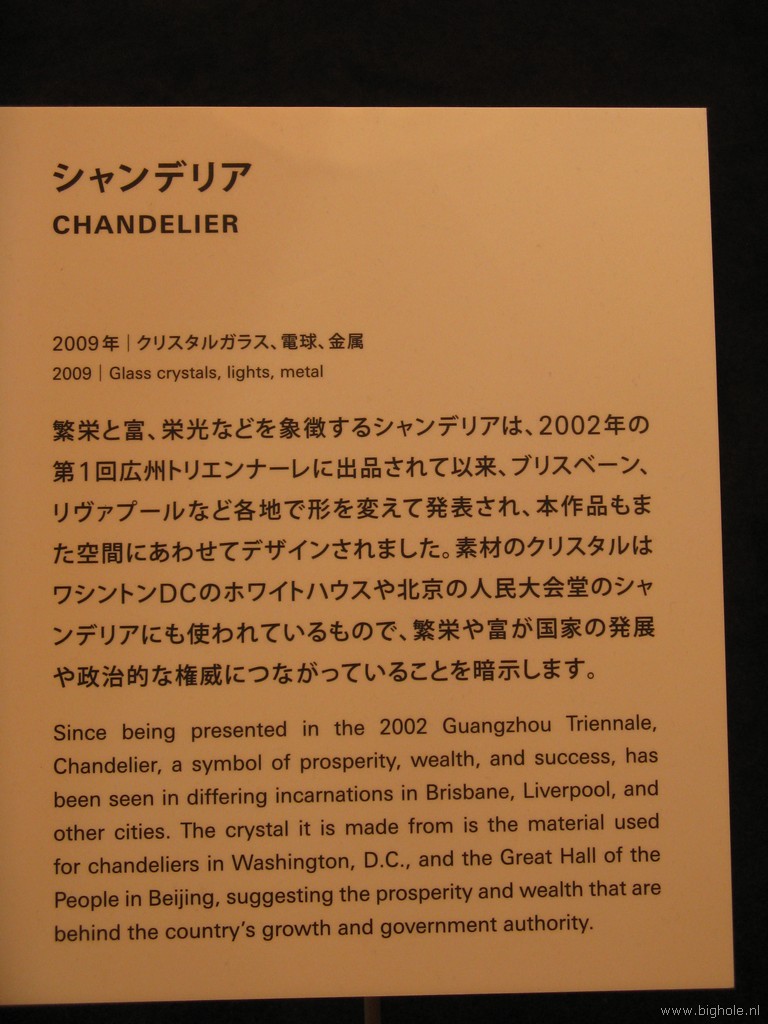 シャンデリア
CHANDELIER
2009年 | クリスタルガラス、電球、金属
2009 | Glass crystals, lights, metal
繁栄と富、栄光などを象徴するシャンデリアは、2002年の
第1回広州トリエンナーレに出品されて以来、ブリスベーン、
リヴァプールなど各地で形を変えて発表され、本作品もま
た空間にあわせてデザインされました。素材のクリスタルは
ワシントンDCのホワイトハウスや北京の人民大会堂のシャ
ンデリアにも使われているもので、繁栄や富が国家の発展
や政治的な権威につながっていることを暗示します。
Since being presented in the 2002 Guangzhou Triennale,
Chandelier, a symbol of prosperity, wealth, and success, has
been seen in differing incarnations in Brisbane, Liverpool, and
other cities. The crystal it is made from is the material used
for chandeliers in Washington, D.C., and the Great Hall of the
People in Beijing, suggesting the prosperity and wealth that are
behind the country's growth and government authority.
www.bighole.nl